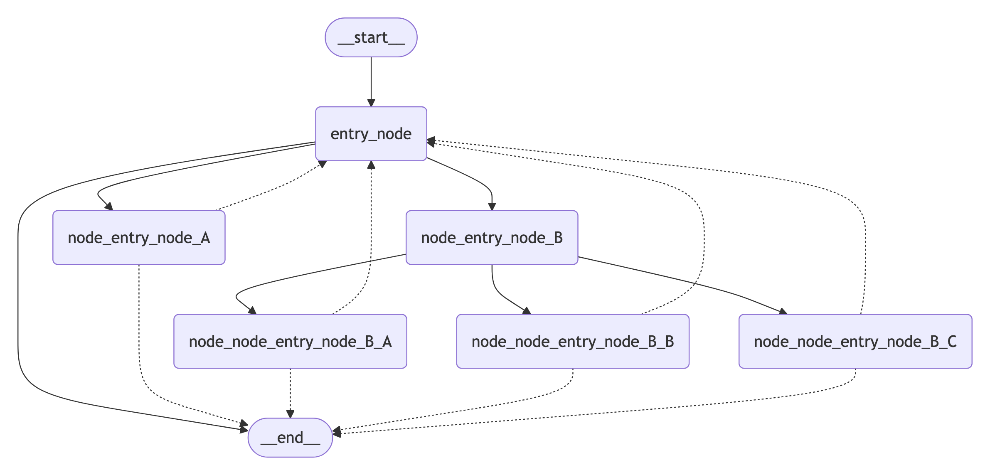 __start__
entry_node
node_entry_node_A
node_entry_node_B
node_node_entry_node_B_A
node_node_entry_node_B_B
node_node_entry_node_B_C
__end__